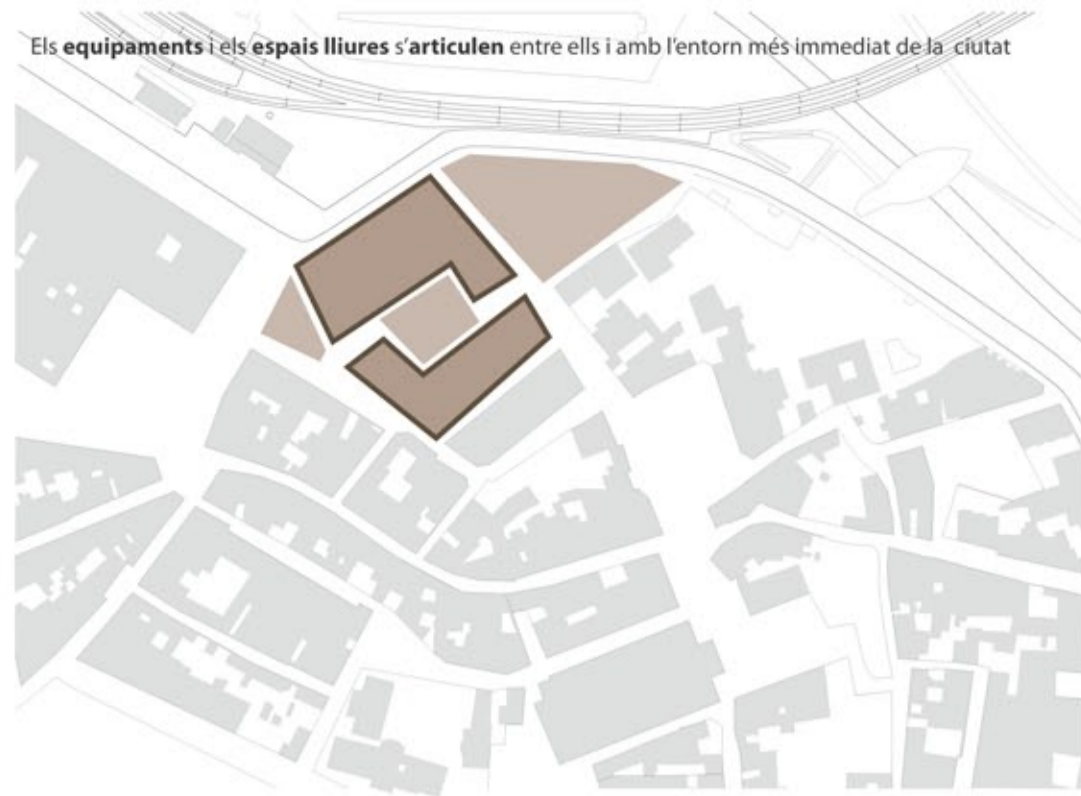 Els equipaments i els espais lliures s’articulen entre ells i amb l’entorn més immediat de la ciutat